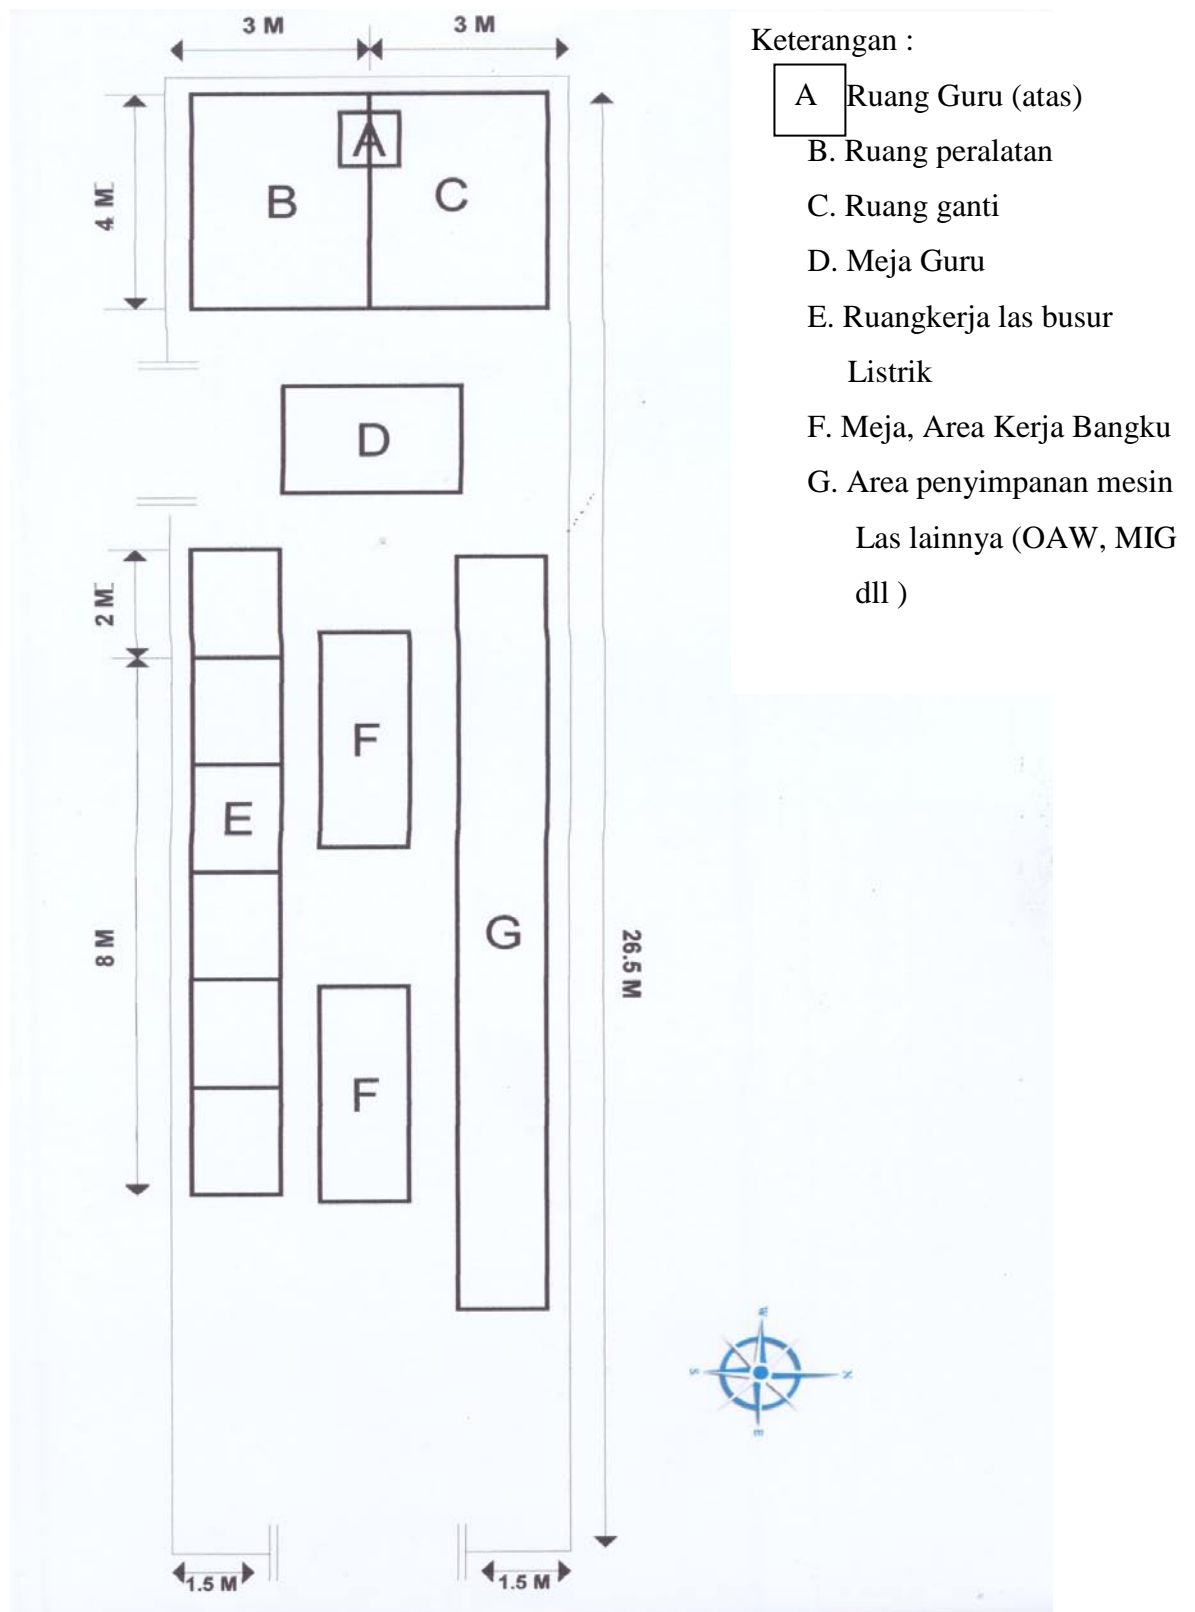 3 M
3 M
Keterangan :
A Ruang Guru (atas)
B. Ruang peralatan
C. Ruang ganti
D. Meja Guru
E. Ruangkerja las busur
Listrik
F. Meja, Area Kerja Bangku
G. Area penyimpanan mesin
Las lainnya (OAW, MIG
dll )
A
B
C
4 M
D
2 M
F
E
G
8 M
26.5 M
F
W
S
N
E
1.5 M
1.5 M